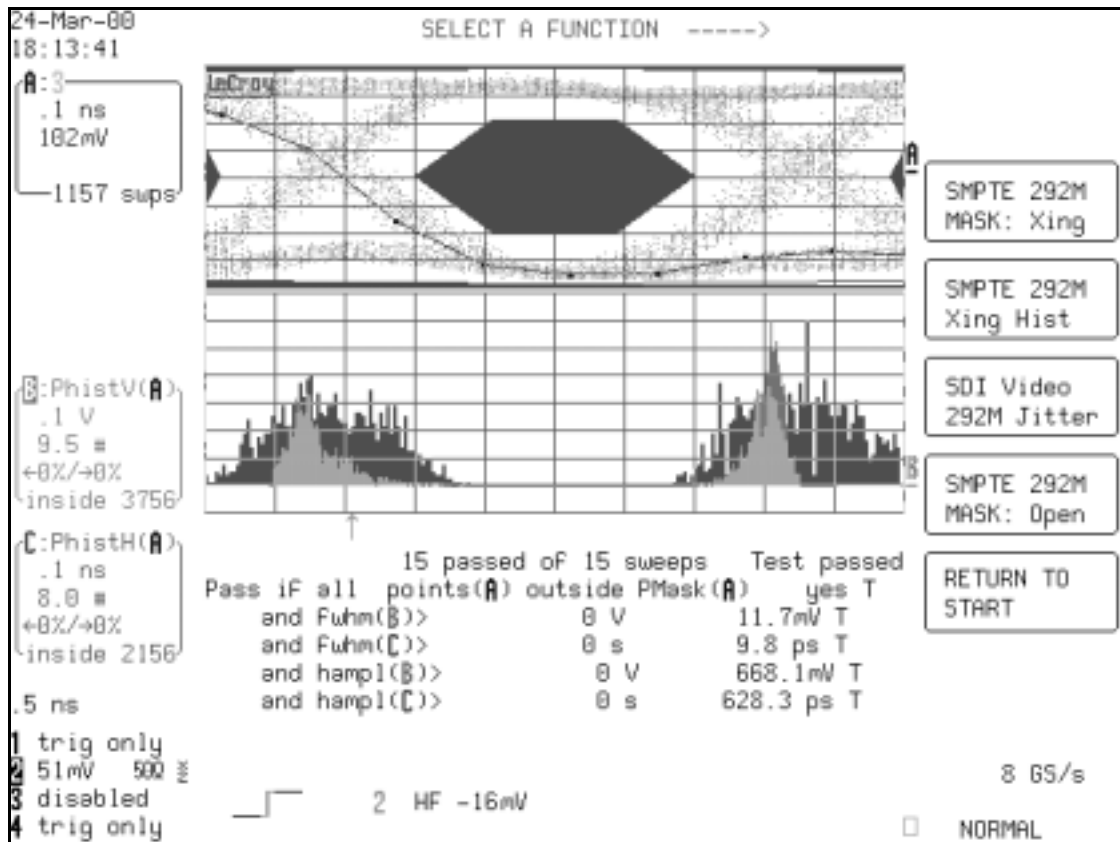 24-Mar-00
18:13:41
SELECT A FUNCTION ----->
A:3
.1 ns
102mV
1157 swps
LeCroy
A
SMPTE 292M
MASK: Xing
SMPTE 292M
Xing Hist
SDI Video
292M Jitter
SMPTE 292M
MASK: Open
RETURN TO
START
B:PhistV(A)
.1 V
9.5 #
←0%/→0%
inside 3756
B
C:PhistH(A)
.1 ns
8.0 #
←0%/→0%
inside 2156
15 passed of 15 sweeps Test passed
Pass if all points(A) outside PMask(A) yes T
and Fwhm(B)> 0 V 11.7mV T
and Fwhm(C)> 0 s 9.8 ps T
and hampl(B)> 0 V 668.1mV T
and hampl(C)> 0 s 628.3 ps T
.5 ns
1 trig only
2 51mV 50Ω
3 disabled
4 trig only
2 HF -16mV
8 GS/s
NORMAL